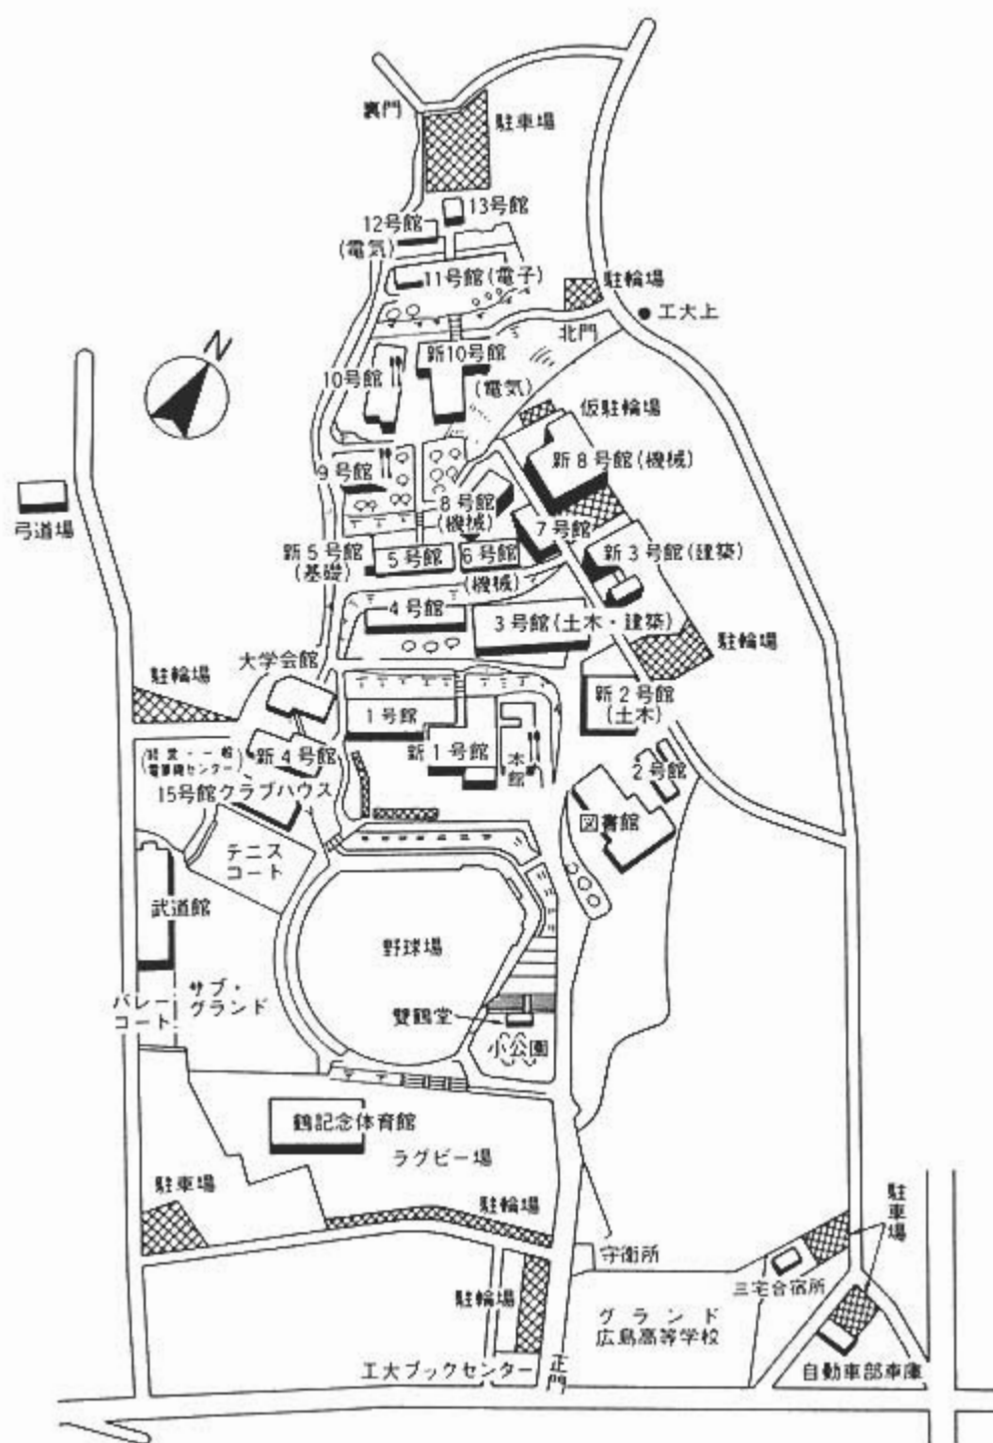 裏門
駐車場
13号館
12号館
(電気)
11号館(電子)
駐輪場
工大上
北門
N
新10号館
(電気)
10号館
仮駐輪場
新8号館(機械)
9号館
8号館
(機械)
7号館
弓道場
新5号館
(基礎)
5号館
6号館
(機械)
新3号館(建築)
4号館
3号館(土木・建築)
駐輪場
大学会館
駐輪場
新2号館
(土木)
1号館
新1号館
本館
2号館
(経営・一般
電算機センター)
新4号館
15号館クラブハウス
図書館
テニス
コート
武道館
野球場
サブ・
グランド
バレー
コート
雙鶴堂
小公園
鶴記念体育館
ラグビー場
駐車場
駐輪場
駐車場
守衛所
三宅合宿所
駐輪場
グランド
広島高等学校
工大ブックセンター
正門
自動車部車庫